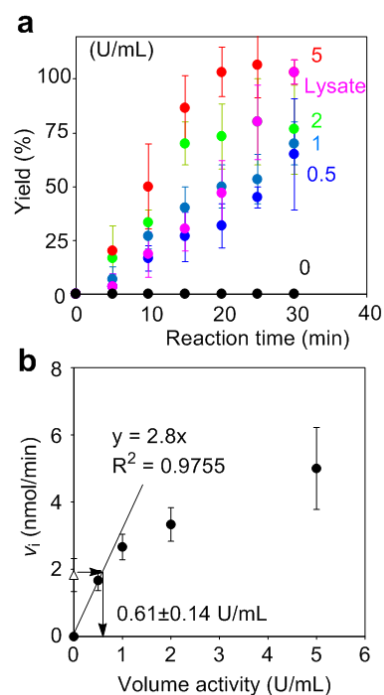 a
(U/mL)
5
Lysate
2
1
0.5
0
Yield (%)
100
75
50
25
0
0 10 20 30 40
Reaction time (min)
b
y = 2.8x
R² = 0.9755
0.61±0.14 U/mL
vi (nmol/min)
8
6
4
2
0
0 1 2 3 4 5 6
Volume activity (U/mL)